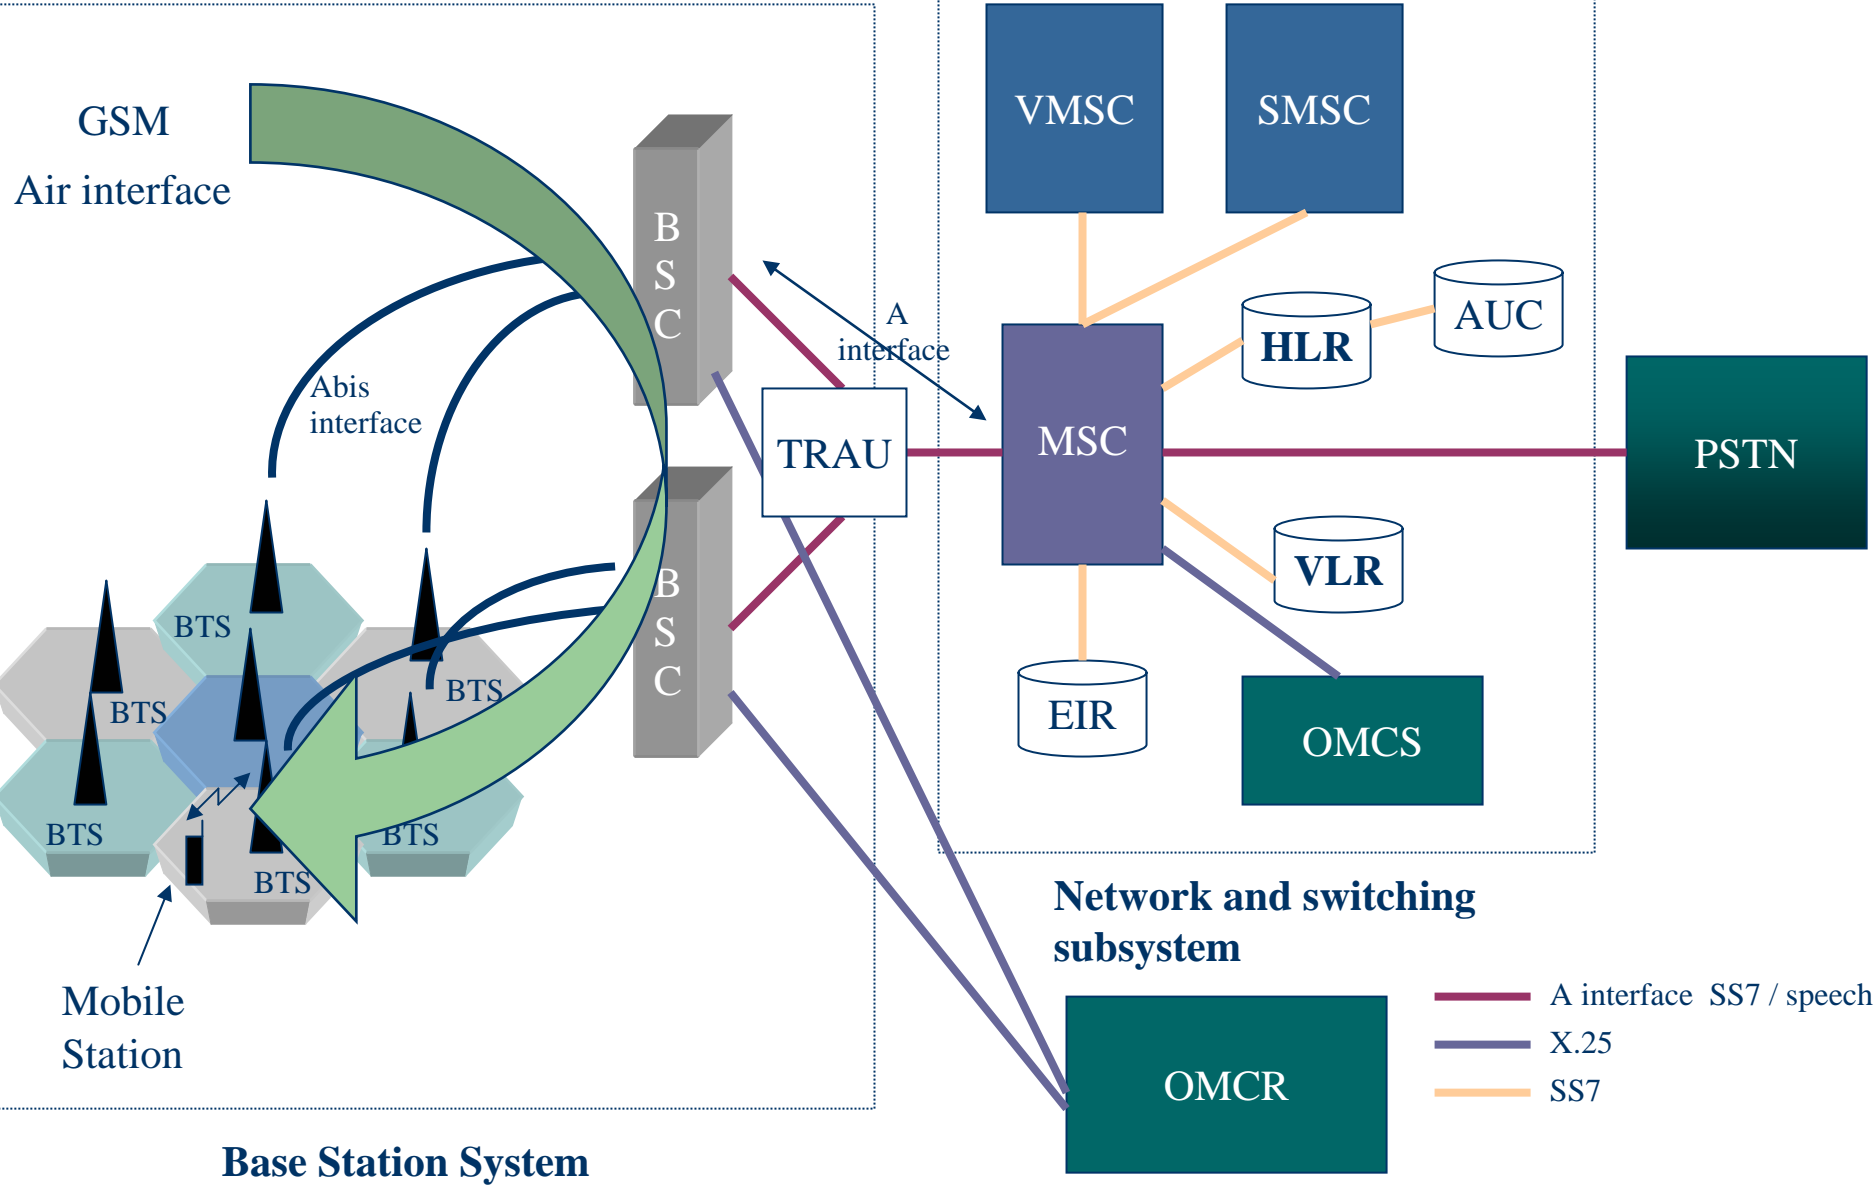 GSM
Air interface
VMSC
SMSC
B
S
C
A
interface
HLR
AUC
Abis
interface
TRAU
MSC
PSTN
B
S
C
VLR
BTS
BTS
BTS
EIR
OMCS
BTS
BTS
BTS
Mobile
Station
Network and switching
subsystem
A interface SS7 / speech
X.25
SS7
OMCR
Base Station System